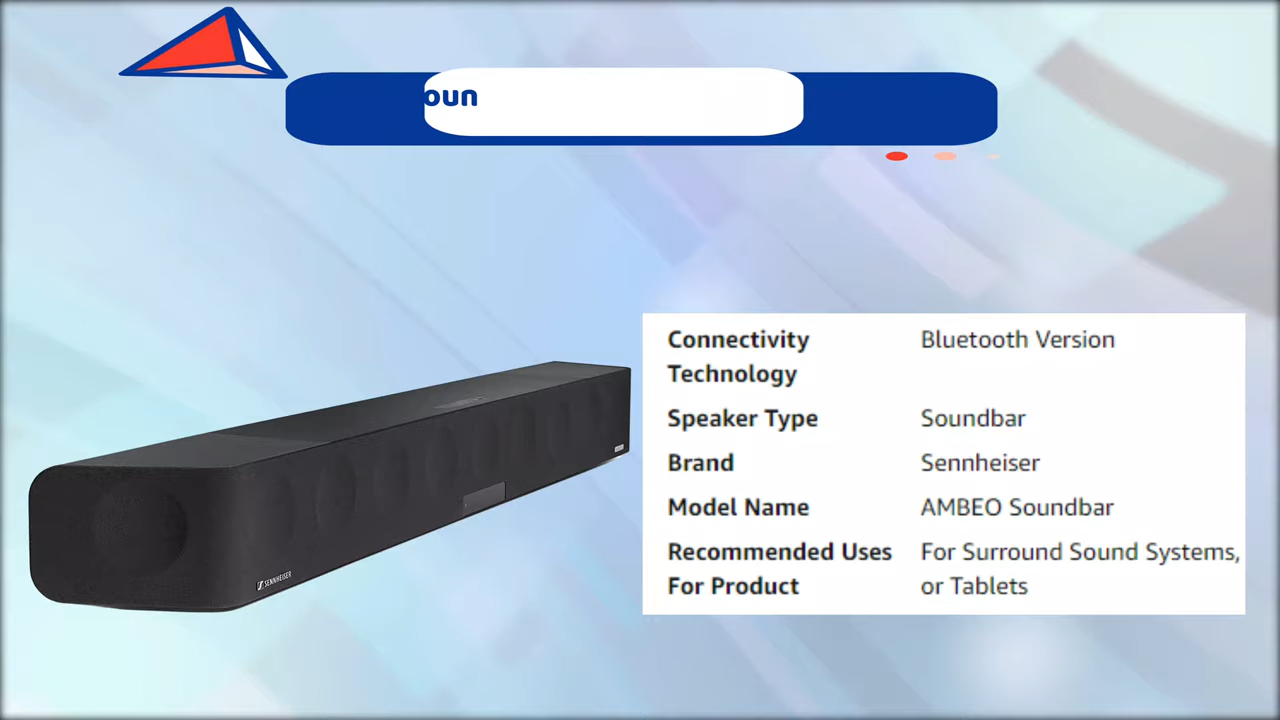 oun
Connectivity Technology
Bluetooth Version
Speaker Type
Soundbar
Brand
Sennheiser
Model Name
AMBEO Soundbar
Recommended Uses For Product
For Surround Sound Systems, or Tablets
SENNHEISER